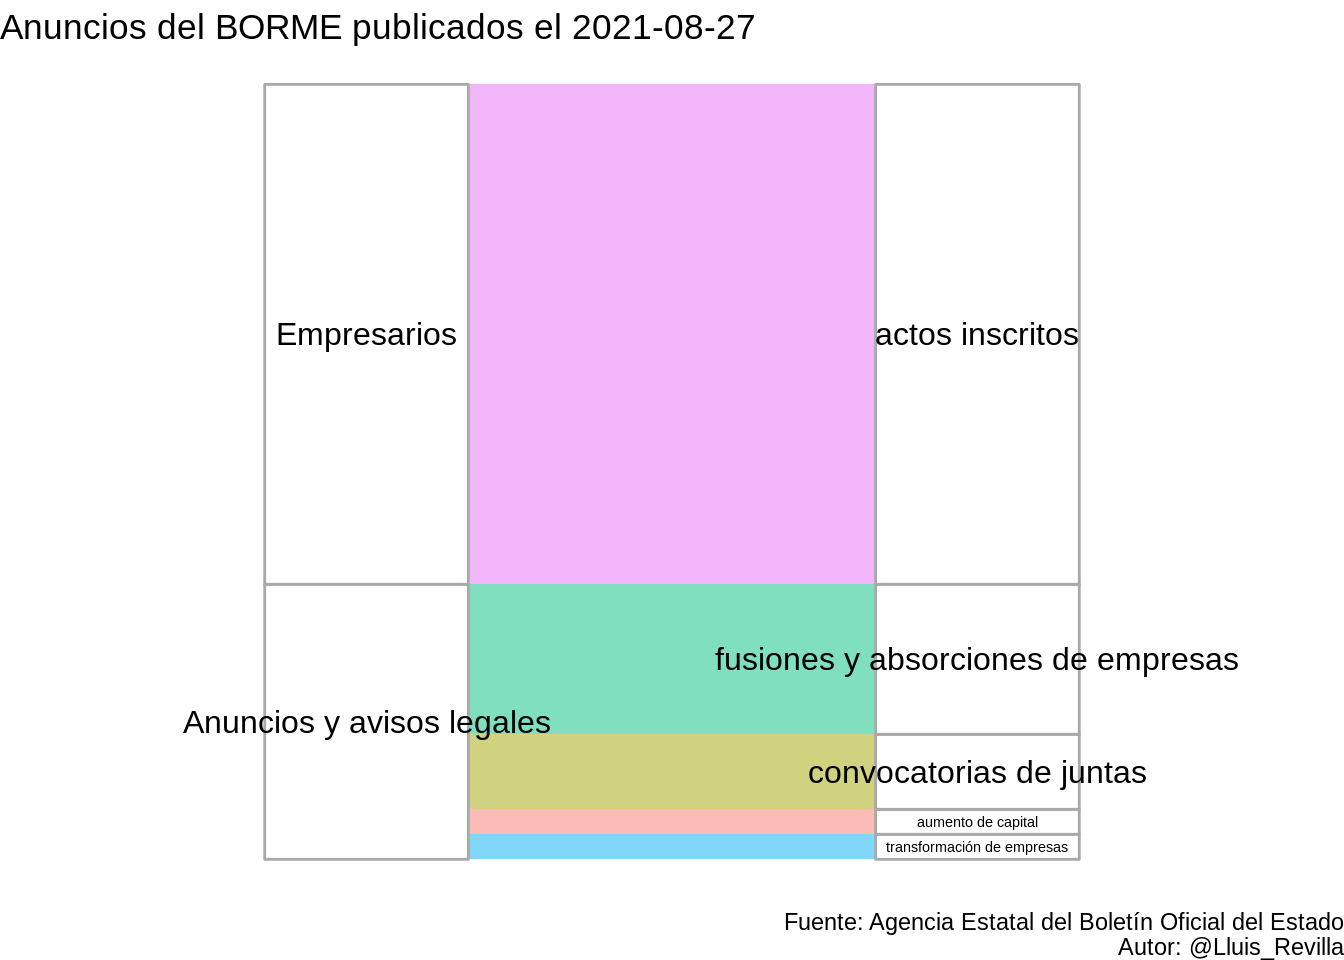 Anuncios del BORME publicados el 2021-08-27
Empresarios
actos inscritos
fusiones y absorciones de empresas
Anuncios y avisos legales
convocatorias de juntas
aumento de capital
transformación de empresas
Fuente: Agencia Estatal del Boletín Oficial del Estado
Autor: @Lluis_Revilla